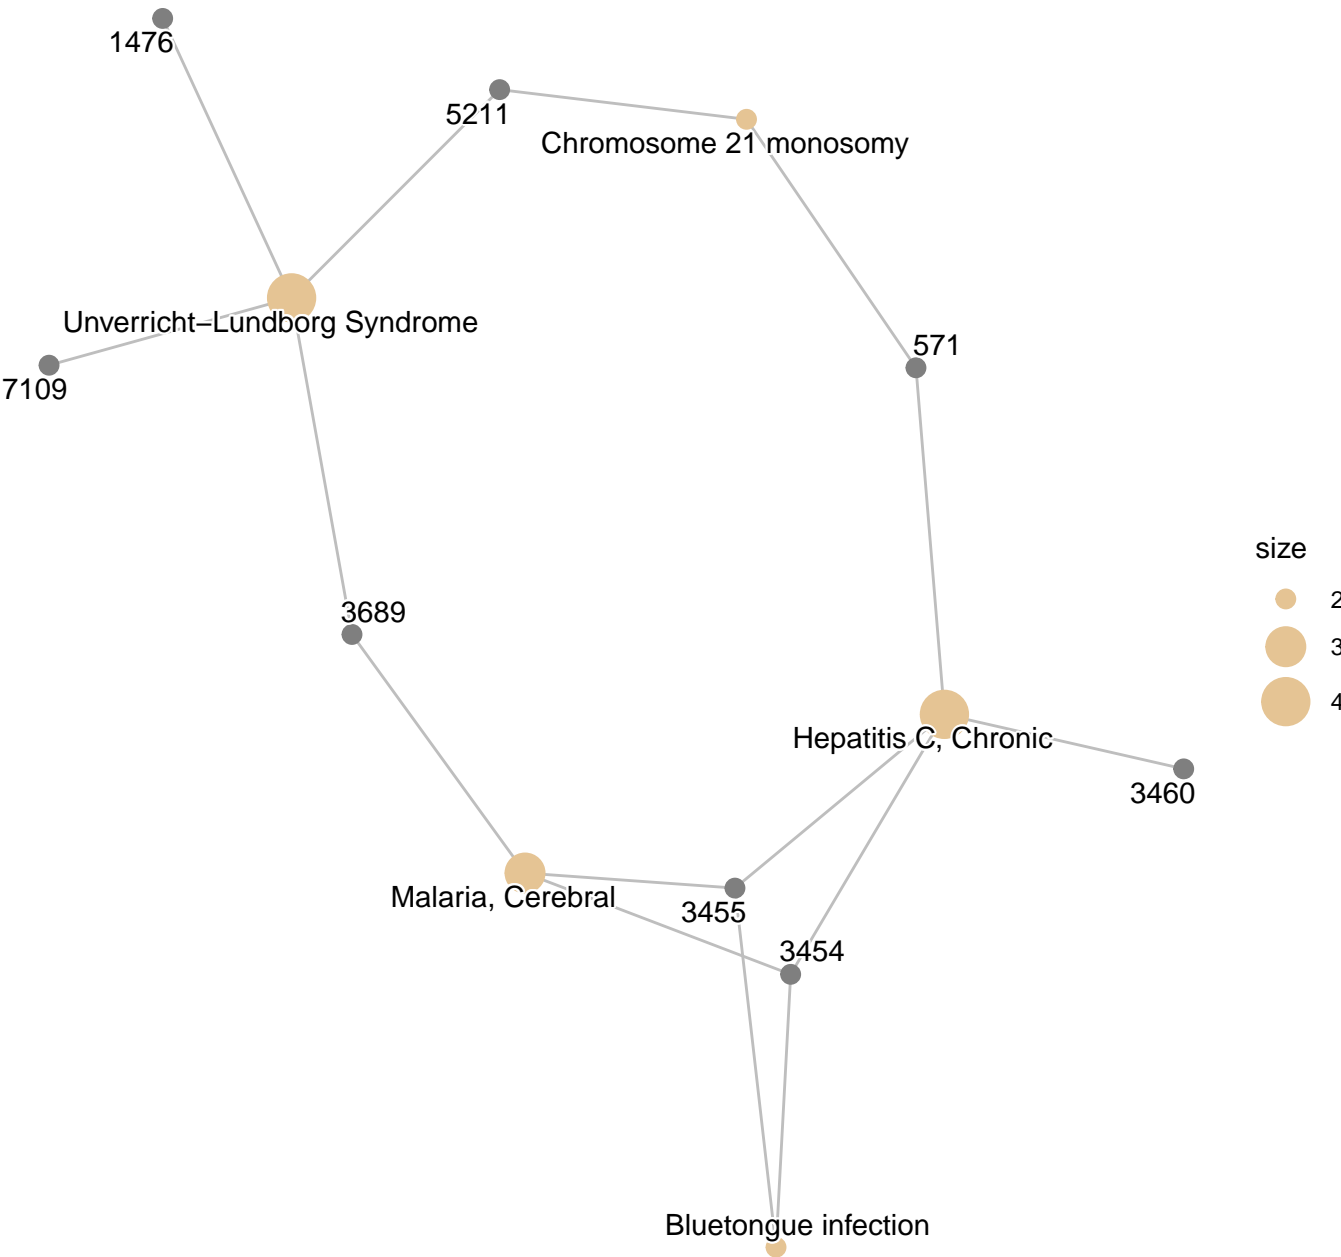 1476
5211
Chromosome 21 monosomy
Unverricht–Lundborg Syndrome
571
7109
size
2
3
4
3689
Hepatitis C, Chronic
3460
Malaria, Cerebral
3455
3454
Bluetongue infection